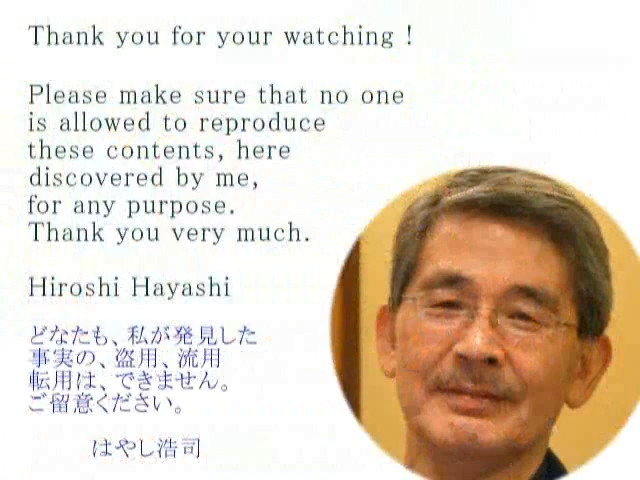 Thank you for your watching !
Please make sure that no one
is allowed to reproduce
these contents, here
discovered by me,
for any purpose.
Thank you very much.
Hiroshi Hayashi
どなたも、私が発見した
事実の、盗用、流用
転用は、できません。
ご留意ください。
はやし浩司